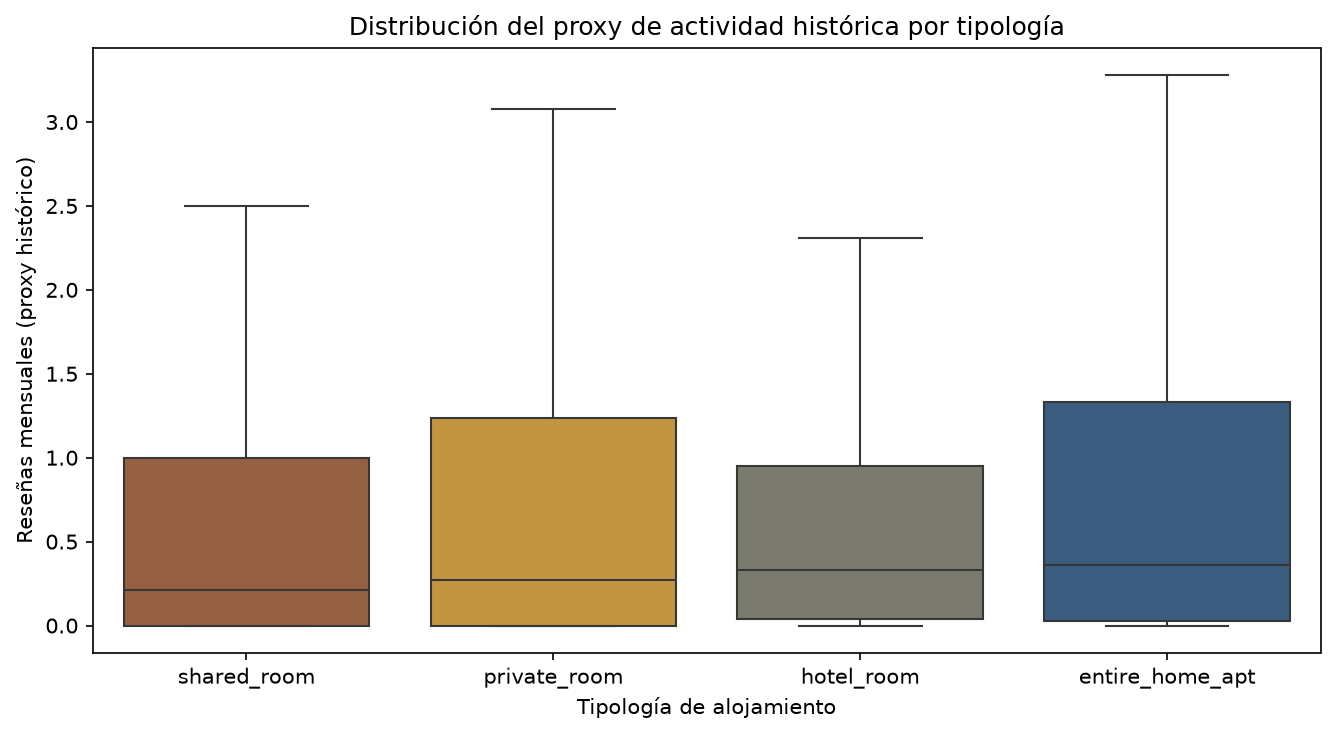 Distribución del proxy de actividad histórica por tipología
Reseñas mensuales (proxy histórico)
3.0
2.5
2.0
1.5
1.0
0.5
0.0
shared_room
private_room
hotel_room
entire_home_apt
Tipología de alojamiento